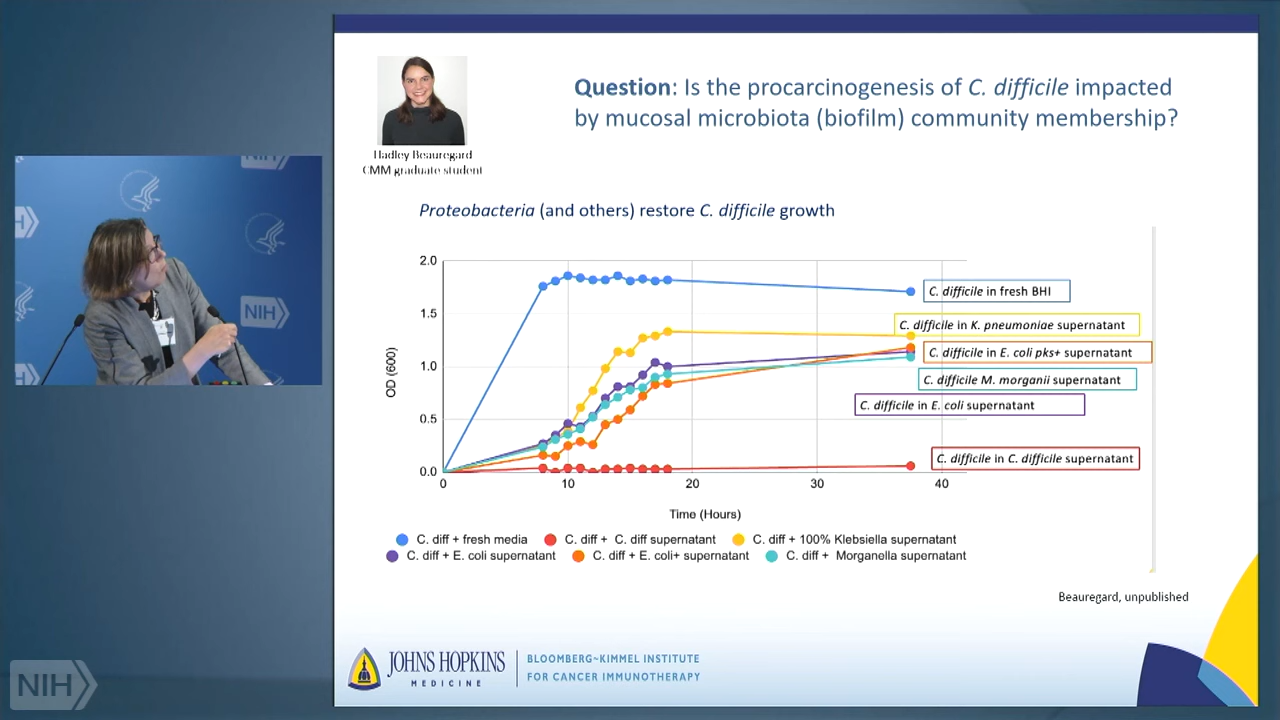 Question: Is the procarcinogenesis of C. difficile impacted
by mucosal microbiota (biofilm) community membership?
Hadley Beauregard
CMM graduate student
Proteobacteria (and others) restore C. difficile growth
2.0
1.5
1.0
0.5
0.0
OD (600)
0
10
20
30
40
Time (Hours)
C. difficile in fresh BHI
C. difficile in K. pneumoniae supernatant
C. difficile in E. coli pks+ supernatant
C. difficile M. morganii supernatant
C. difficile in E. coli supernatant
C. difficile in C. difficile supernatant
C. diff + fresh media
C. diff + C. diff supernatant
C. diff + 100% Klebsiella supernatant
C. diff + E. coli supernatant
C. diff + E. coli+ supernatant
C. diff + Morganella supernatant
Beauregard, unpublished
JOHNS HOPKINS
MEDICINE
BLOOMBERG~KIMMEL INSTITUTE
FOR CANCER IMMUNOTHERAPY
NIH
NIH
NIH